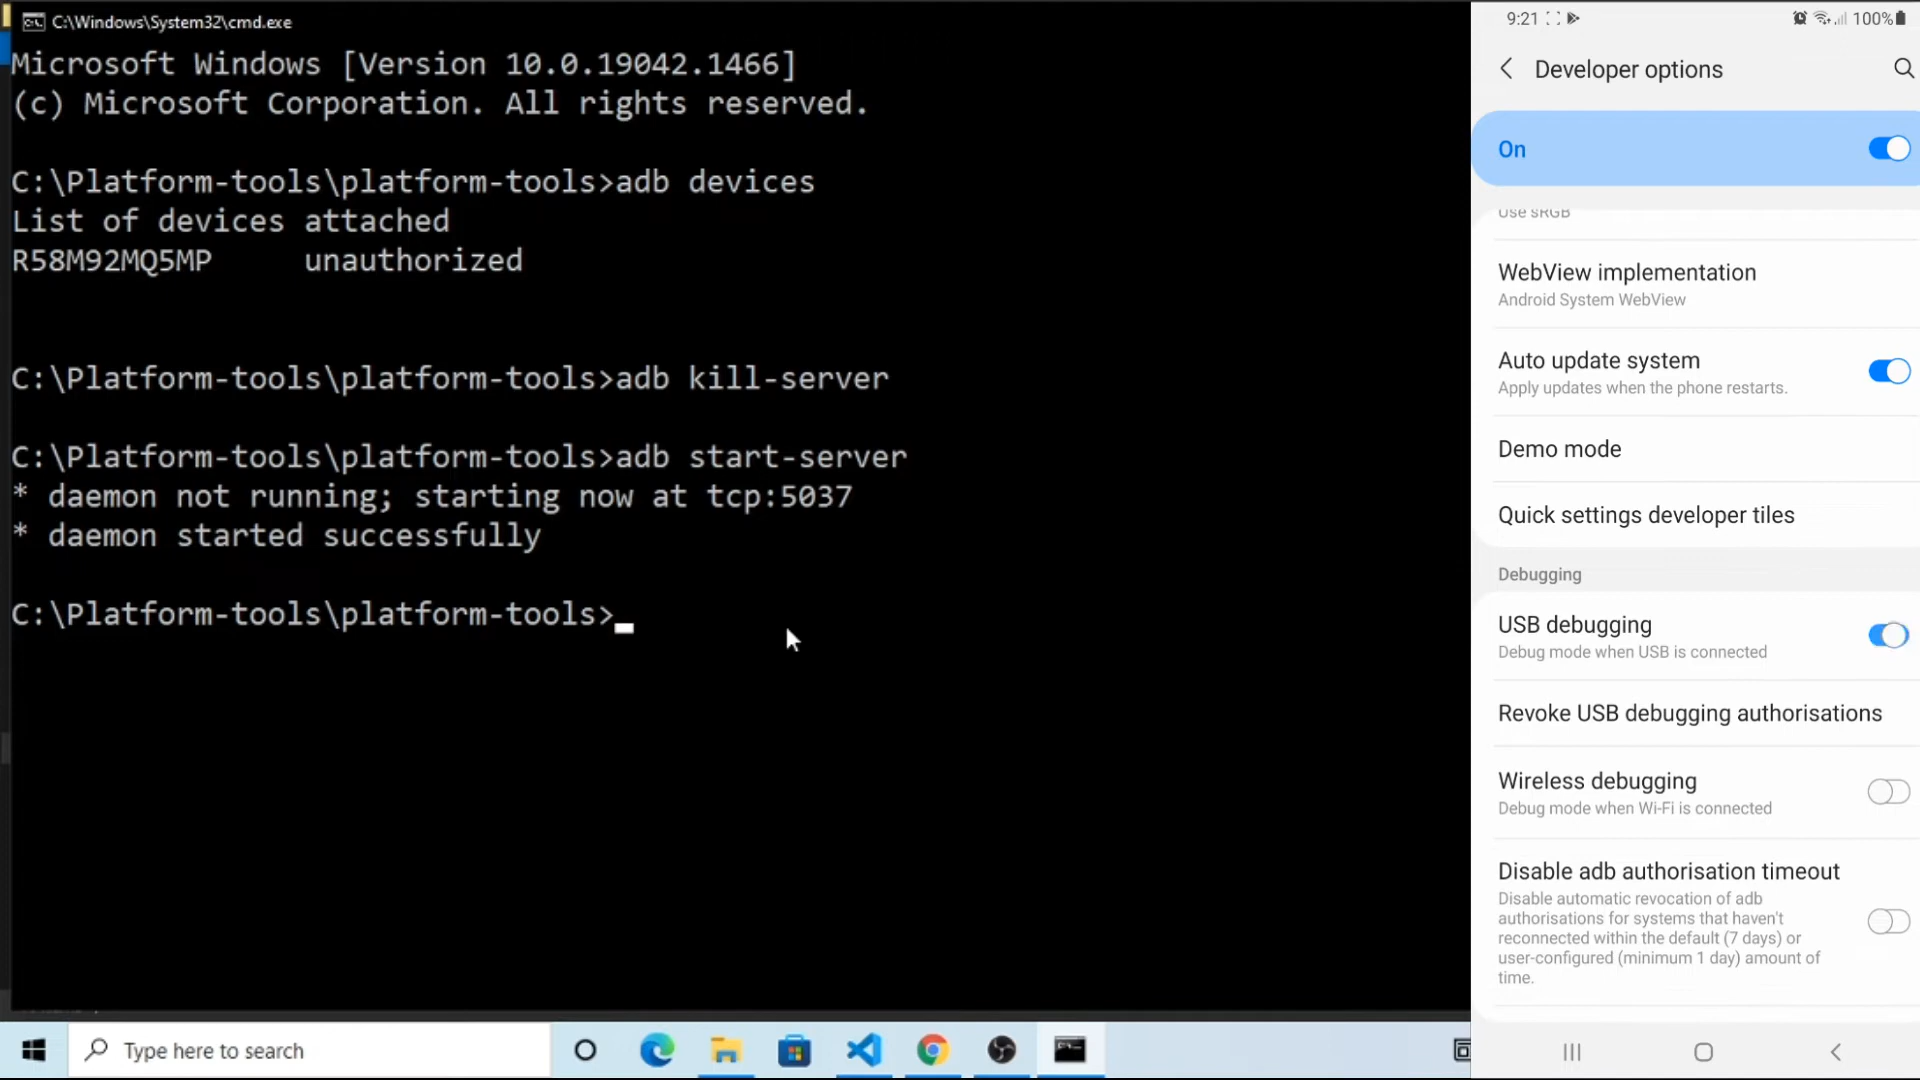 C:\Windows\System32\cmd.exe
Microsoft Windows [Version 10.0.19042.1466]
(c) Microsoft Corporation. All rights reserved.
C:\Platform-tools\platform-tools>adb devices
List of devices attached
R58M92MQ5MP unauthorized
C:\Platform-tools\platform-tools>adb kill-server
C:\Platform-tools\platform-tools>adb start-server
* daemon not running; starting now at tcp:5037
* daemon started successfully
C:\Platform-tools\platform-tools>
Type here to search
9:21
100%
Developer options
On
Use sRGB
WebView implementation
Android System WebView
Auto update system
Apply updates when the phone restarts.
Demo mode
Quick settings developer tiles
Debugging
USB debugging
Debug mode when USB is connected
Revoke USB debugging authorisations
Wireless debugging
Debug mode when Wi-Fi is connected
Disable adb authorisation timeout
Disable automatic revocation of adb
authorisations for systems that haven't
reconnected within the default (7 days) or
user-configured (minimum 1 day) amount of
time.